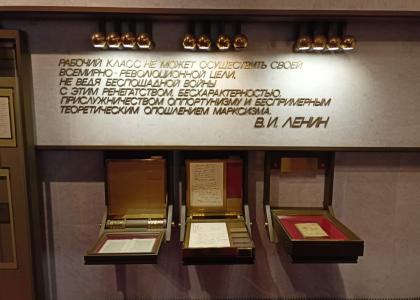 РАБОЧИЙ КЛАСС НЕ МОЖЕТ ОСУЩЕСТВИТЬ СВОЕЙ
ВСЕМИРНО-РЕВОЛЮЦИОННОЙ ЦЕЛИ,
НЕ ВЕДЯ БЕСПОЩАДНОЙ ВОЙНЫ
С ЭТИМ РЕНЕГАТСТВОМ, БЕСХАРАКТЕРНОСТЬЮ,
ПРИСЛУЖНИЧЕСТВОМ ОППОРТУНИЗМУ И БЕСПРИМЕРНЫМ
ТЕОРЕТИЧЕСКИМ ОПОШЛЕНИЕМ МАРКСИЗМА.
В.И. ЛЕНИН